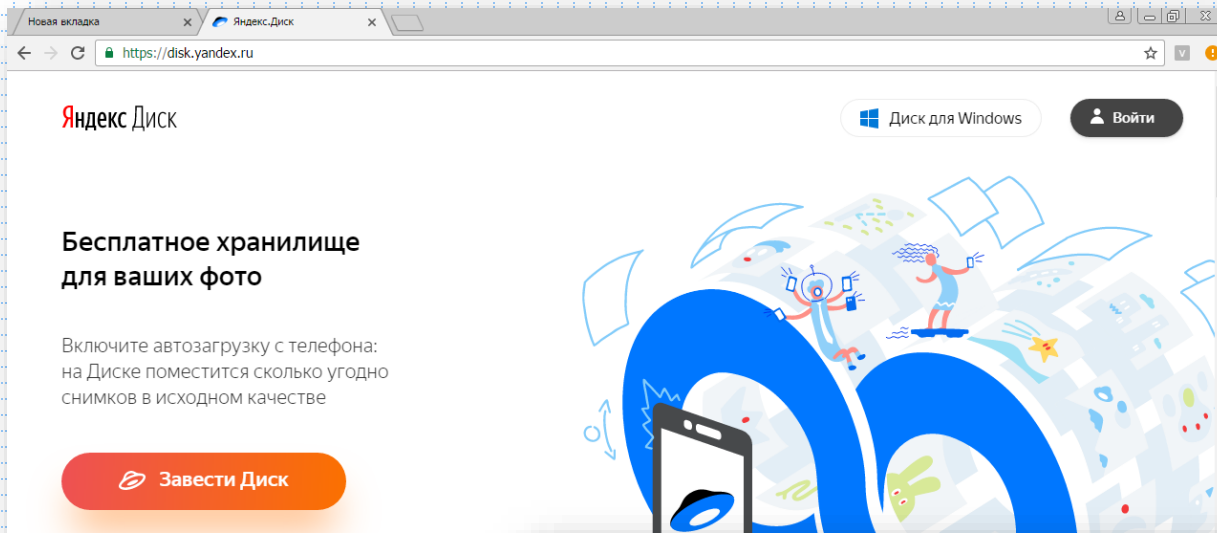 Новая вкладка
Яндекс.Диск
https://disk.yandex.ru
V
Яндекс Диск
Диск для Windows
Войти
Бесплатное хранилище
для ваших фото
Включите автозагрузку с телефона:
на Диске поместится сколько угодно
снимков в исходном качестве
Завести Диск